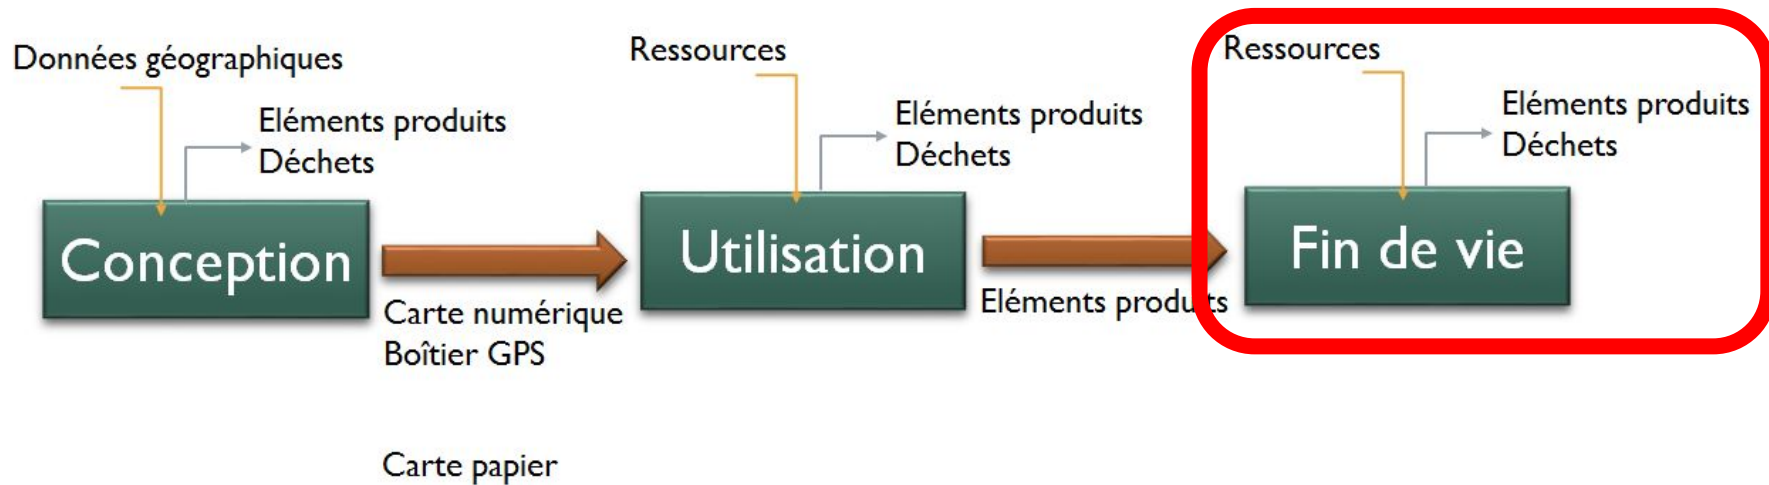 Données géographiques
Eléments produits
Déchets
Conception
Carte numérique
Boîtier GPS
Carte papier
Ressources
Eléments produits
Déchets
Utilisation
Eléments produits
Ressources
Eléments produits
Déchets
Fin de vie